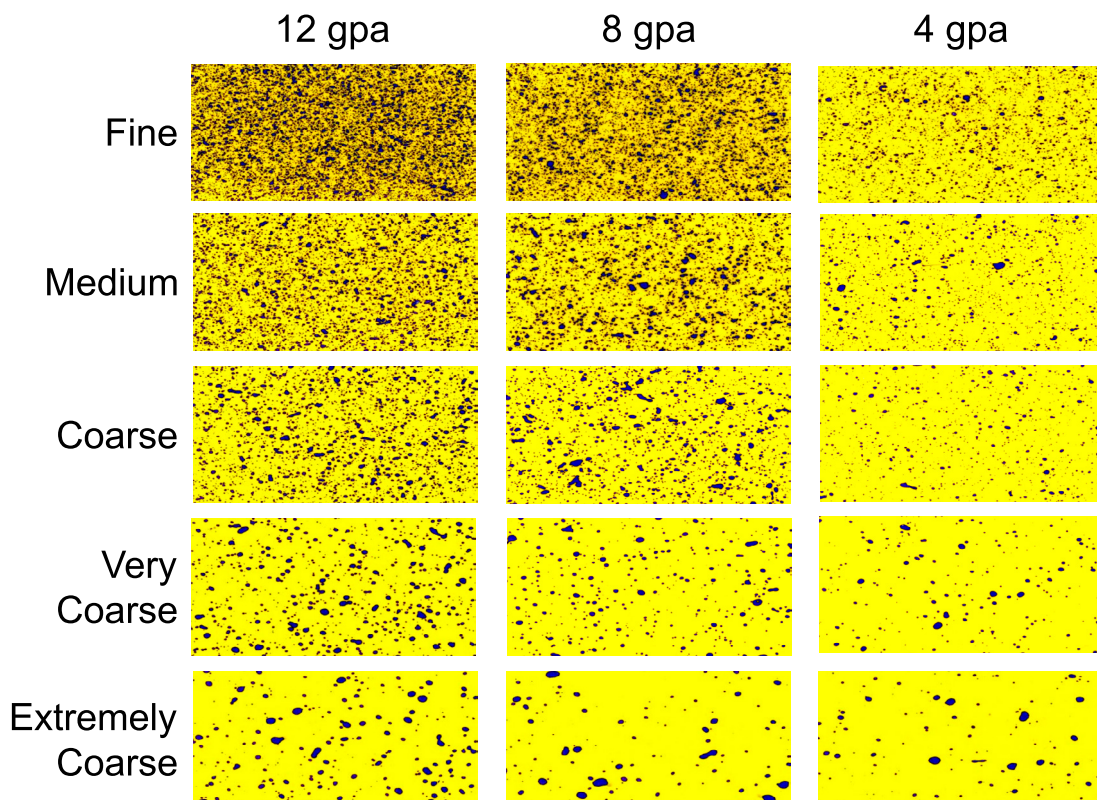 12 gpa
8 gpa
4 gpa
Fine
Medium
Coarse
Very
Coarse
Extremely
Coarse